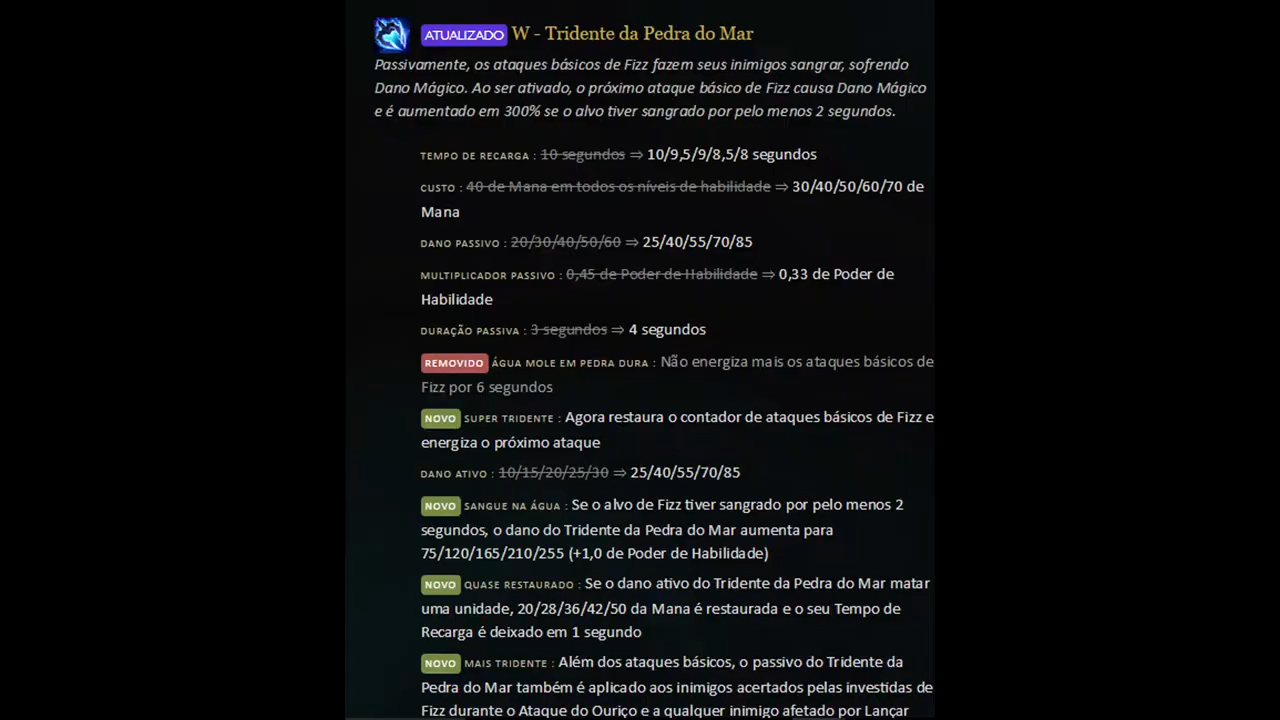 ATUALIZADO W - Tridente da Pedra do Mar
Passivamente, os ataques básicos de Fizz fazem seus inimigos sangrar, sofrendo
Dano Mágico. Ao ser ativado, o próximo ataque básico de Fizz causa Dano Mágico
e é aumentado em 300% se o alvo tiver sangrado por pelo menos 2 segundos.
TEMPO DE RECARGA : 10 segundos ⇒ 10/9,5/9/8,5/8 segundos
CUSTO : 40 de Mana em todos os níveis de habilidade ⇒ 30/40/50/60/70 de
Mana
DANO PASSIVO : 20/30/40/50/60 ⇒ 25/40/55/70/85
MULTIPLICADOR PASSIVO : 0,45 de Poder de Habilidade ⇒ 0,33 de Poder de
Habilidade
DURAÇÃO PASSIVA : 3 segundos ⇒ 4 segundos
REMOVIDO ÁGUA MOLE EM PEDRA DURA : Não energiza mais os ataques básicos de
Fizz por 6 segundos
NOVO SUPER TRIDENTE : Agora restaura o contador de ataques básicos de Fizz e
energiza o próximo ataque
DANO ATIVO : 10/15/20/25/30 ⇒ 25/40/55/70/85
NOVO SANGUE NA ÁGUA : Se o alvo de Fizz tiver sangrado por pelo menos 2
segundos, o dano do Tridente da Pedra do Mar aumenta para
75/120/165/210/255 (+1,0 de Poder de Habilidade)
NOVO QUASE RESTAURADO : Se o dano ativo do Tridente da Pedra do Mar matar
uma unidade, 20/28/36/42/50 da Mana é restaurada e o seu Tempo de
Recarga é deixado em 1 segundo
NOVO MAIS TRIDENTE : Além dos ataques básicos, o passivo do Tridente da
Pedra do Mar também é aplicado aos inimigos acertados pelas investidas de
Fizz durante o Ataque do Ouriço e a qualquer inimigo afetado por Lançar